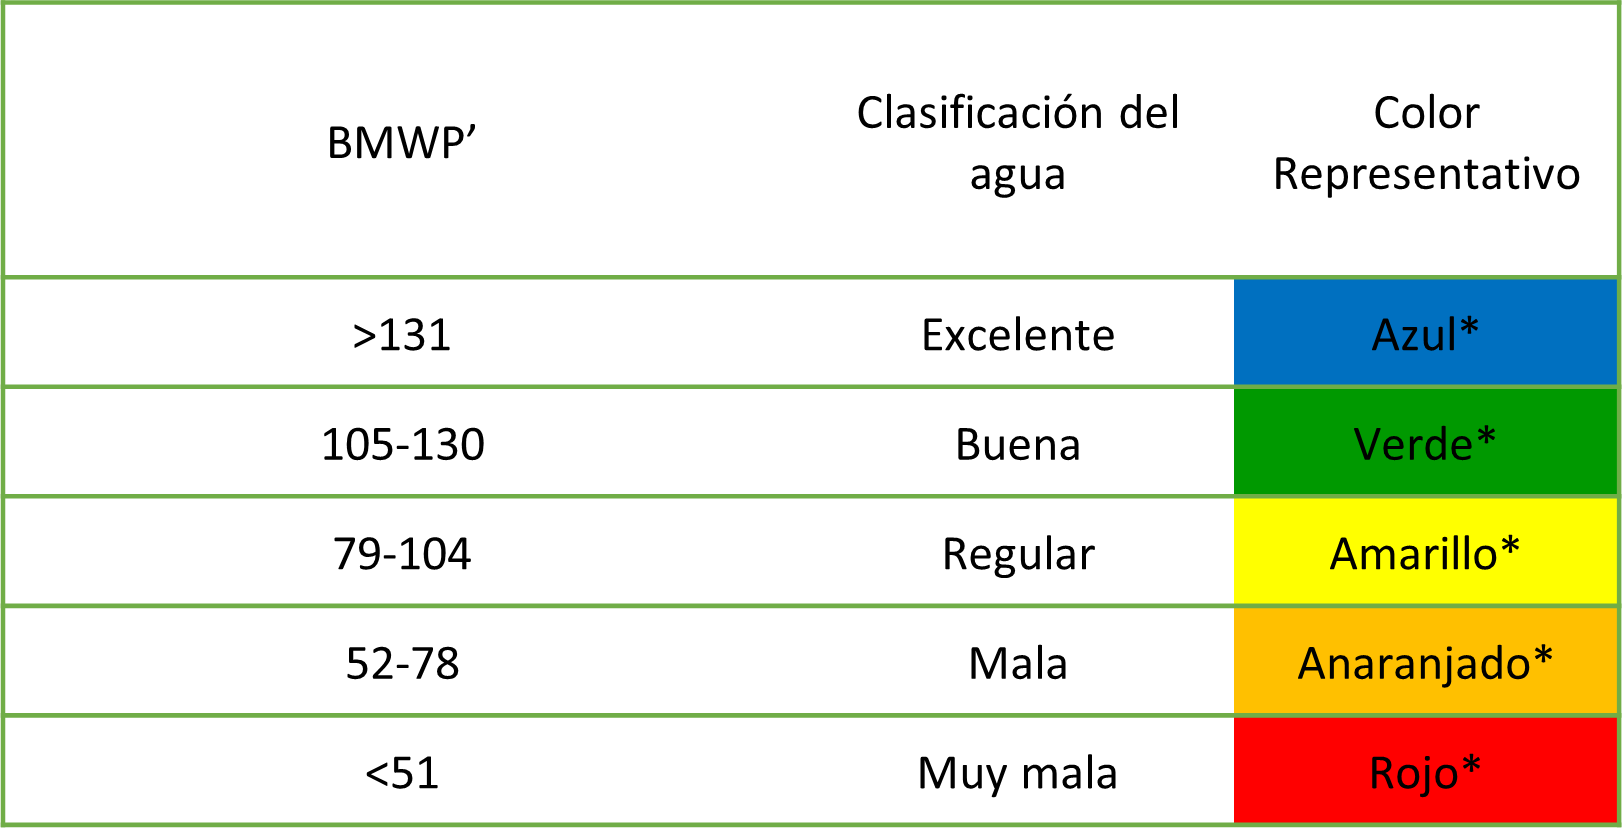 BMWP’
Clasificación del
agua
Color
Representativo
>131
Excelente
Azul*
105-130
Buena
Verde*
79-104
Regular
Amarillo*
52-78
Mala
Anaranjado*
<51
Muy mala
Rojo*